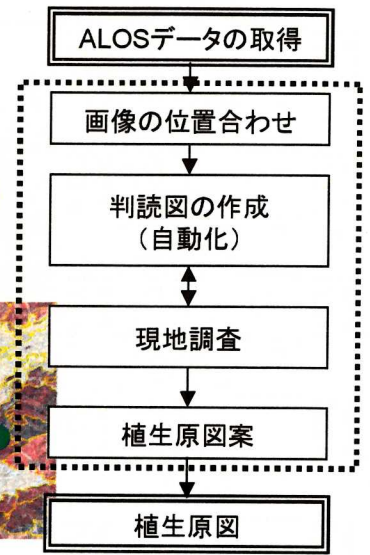 ALOSデータの取得
画像の位置合わせ
判読図の作成
（自動化）
現地調査
植生原図案
植生原図